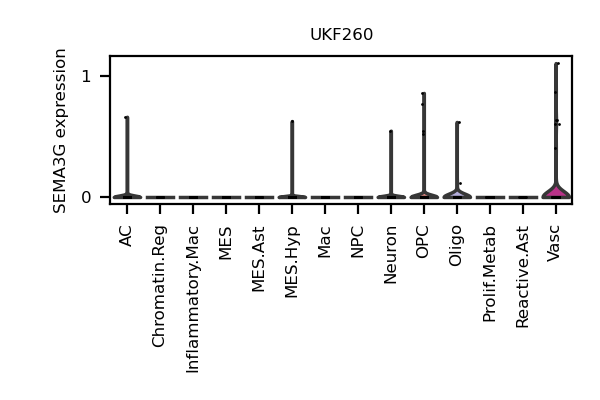 UKF260
SEMA3G expression
1
0
AC
Chromatin.Reg
Inflammatory.Mac
MES
MES.Ast
MES.Hyp
Mac
NPC
Neuron
OPC
Oligo
Prolif.Metab
Reactive.Ast
Vasc